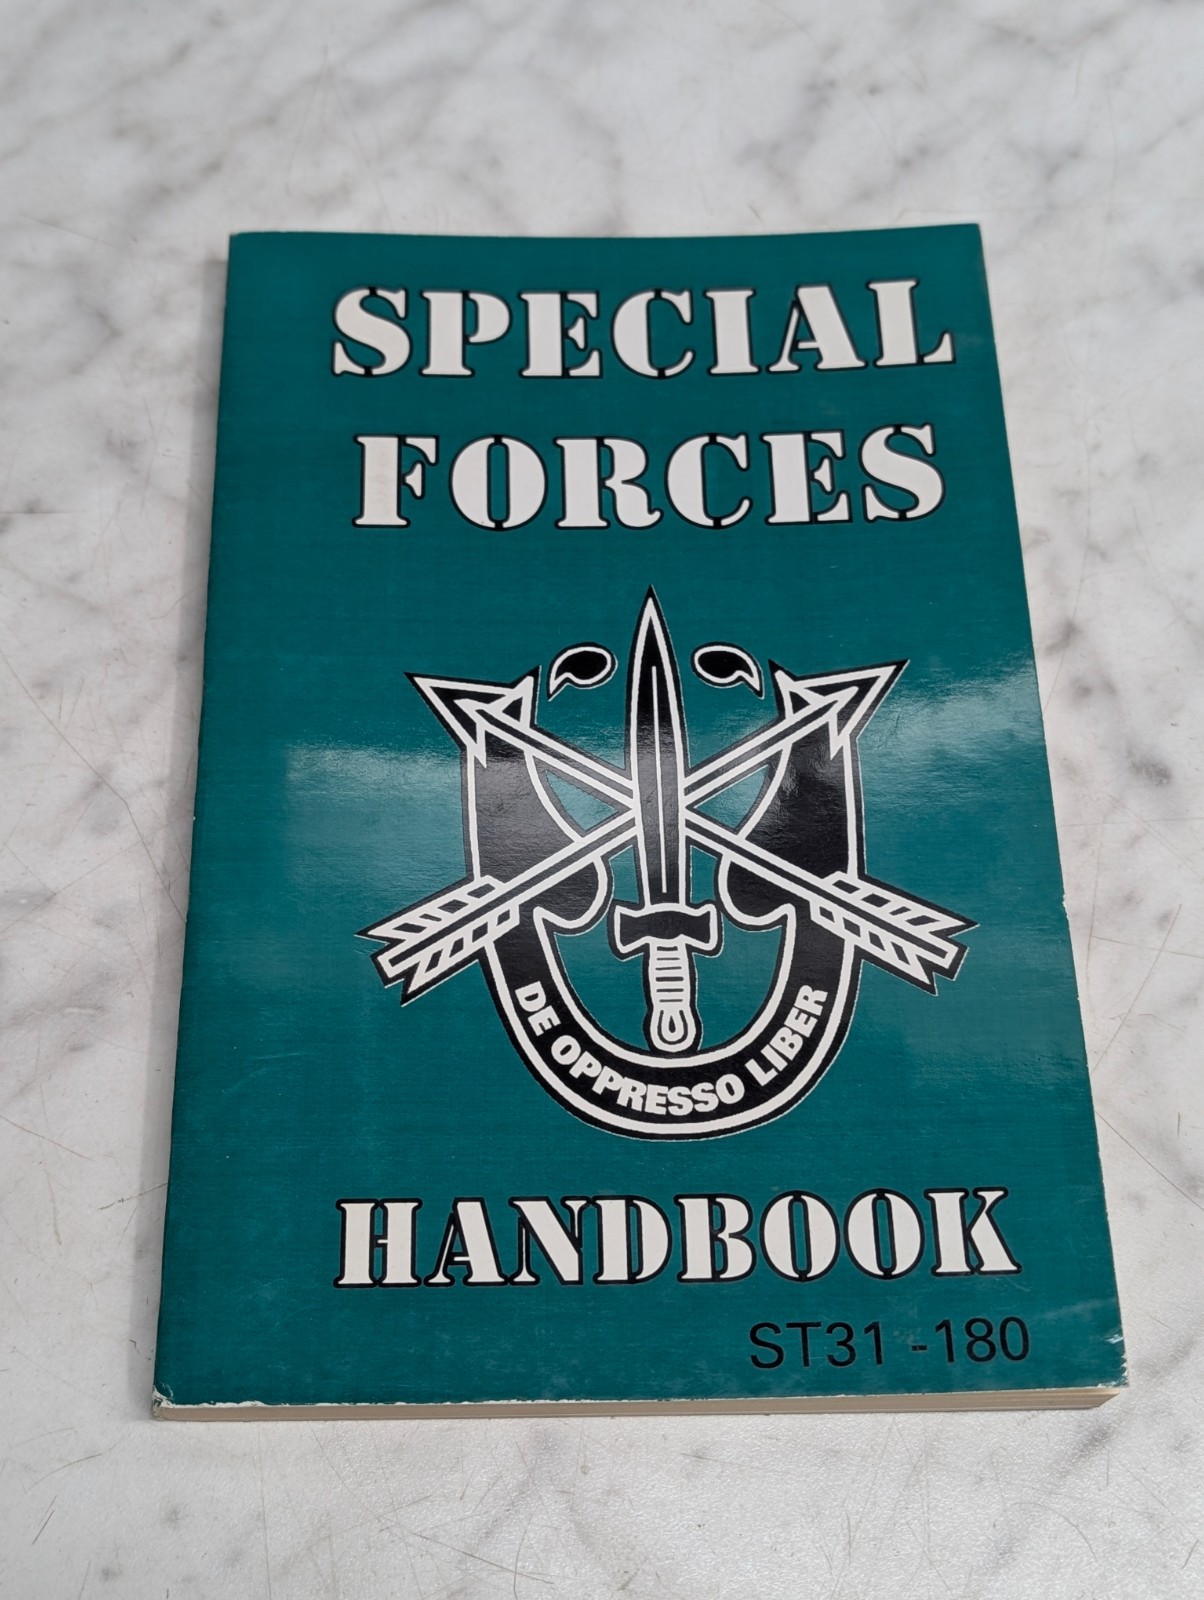 SPECIAL
FORCES
DE OPPRESSO LIBER
HANDBOOK
ST31 -180